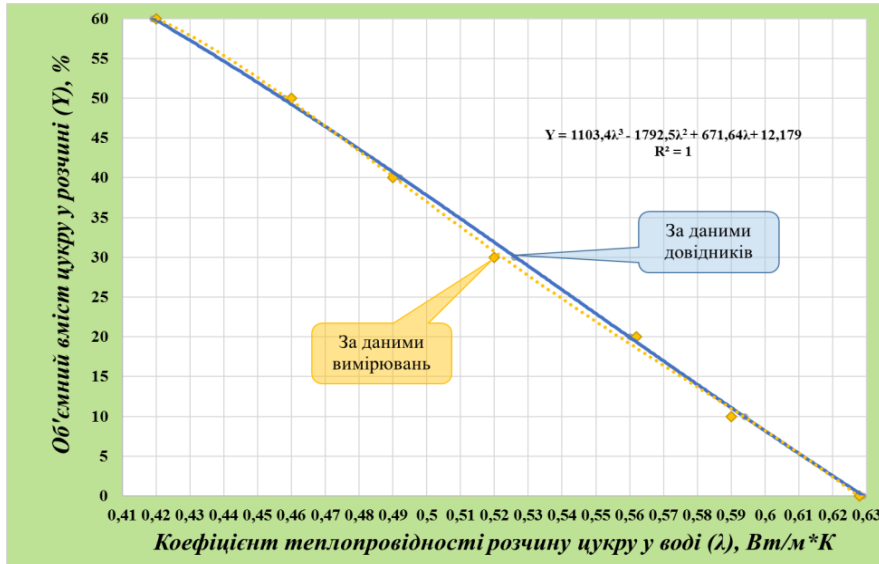 Об'ємний вміст цукру у розчині (Y), %
60
55
50
45
40
35
30
25
20
15
10
5
0
Y = 1103,4λ³ - 1792,5λ² + 671,64λ+ 12,179
R² = 1
За даними
довідників
За даними
вимірювань
0,41 0,42 0,43 0,44 0,45 0,46 0,47 0,48 0,49 0,5 0,51 0,52 0,53 0,54 0,55 0,56 0,57 0,58 0,59 0,6 0,61 0,62 0,63
Коефіцієнт теплопровідності розчину цукру у воді (λ), Вт/м*К